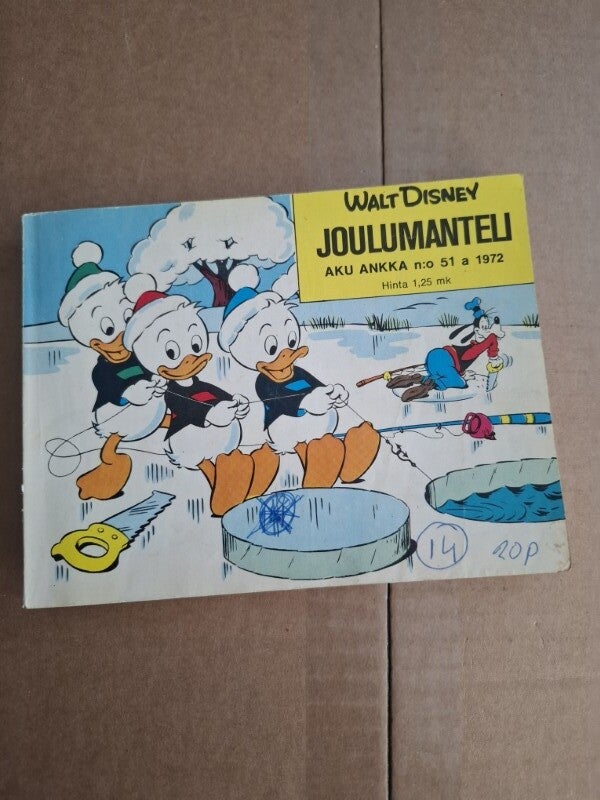 WALT DISNEY
JOULUMANTELI
AKU ANKKA n:o 51 a 1972
Hinta 1,25 mk
14
20p